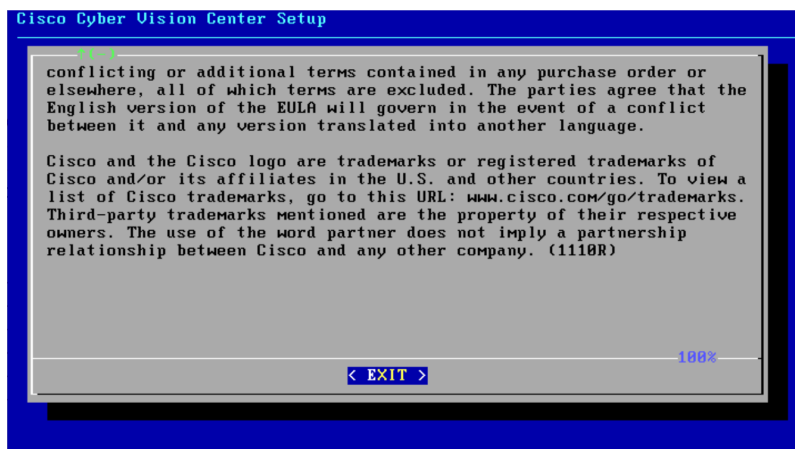 Cisco Cyber Vision Center Setup
^(-)
conflicting or additional terms contained in any purchase order or
elsewhere, all of which terms are excluded. The parties agree that the
English version of the EULA will govern in the event of a conflict
between it and any version translated into another language.
Cisco and the Cisco logo are trademarks or registered trademarks of
Cisco and/or its affiliates in the U.S. and other countries. To view a
list of Cisco trademarks, go to this URL: www.cisco.com/go/trademarks.
Third-party trademarks mentioned are the property of their respective
owners. The use of the word partner does not imply a partnership
relationship between Cisco and any other company. (1110R)
100%
< EXIT >